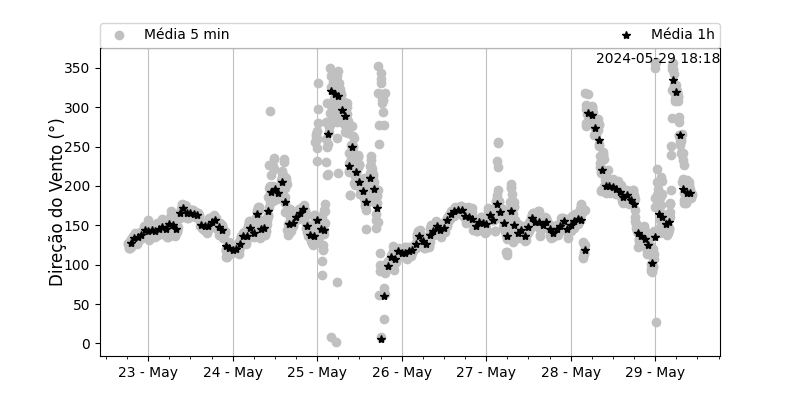 Média 5 min
Média 1h
2024-05-29 18:18
Direção do Vento (°)
350
300
250
200
150
100
50
0
23 - May
24 - May
25 - May
26 - May
27 - May
28 - May
29 - May